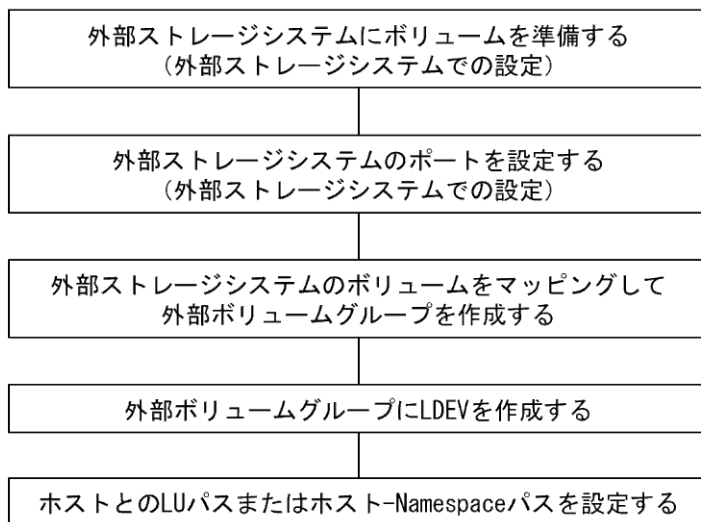 外部ストレージシステムにボリュームを準備する
（外部ストレージシステムでの設定）
外部ストレージシステムのポートを設定する
（外部ストレージシステムでの設定）
外部ストレージシステムのボリュームをマッピングして
外部ボリュームグループを作成する
外部ボリュームグループにLDEVを作成する
ホストとのLUパスまたはホスト-Namespaceパスを設定する